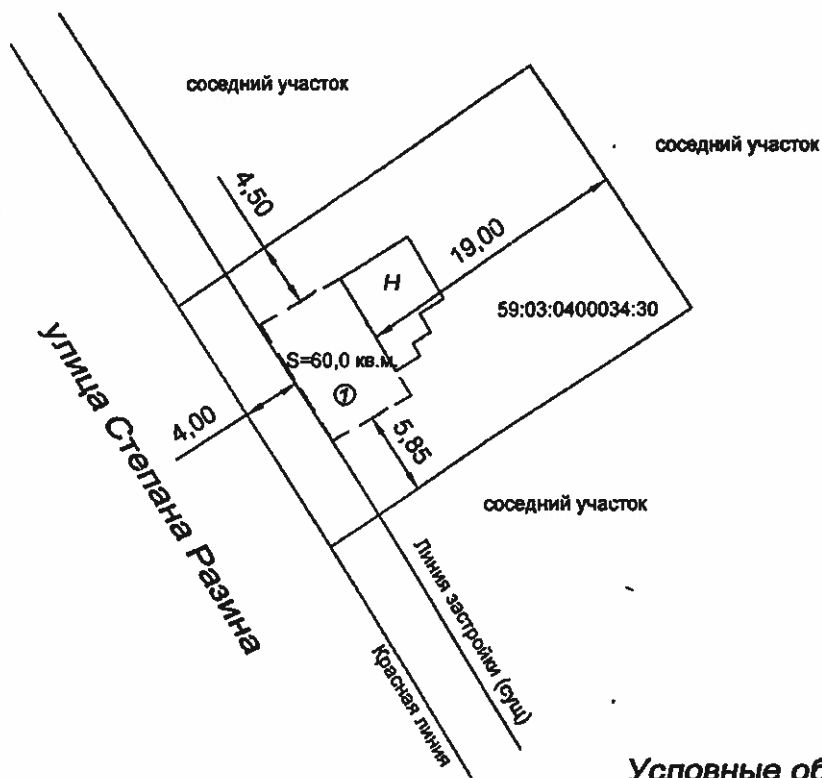 соседний участок
соседний участок
4,50
19,00
Н
59:03:0400034:30
S=60,0 кв.м.
1
4,00
5,85
улица Степана Разина
соседний участок
Линия застройки (сущ)
Красная линия
Условные об